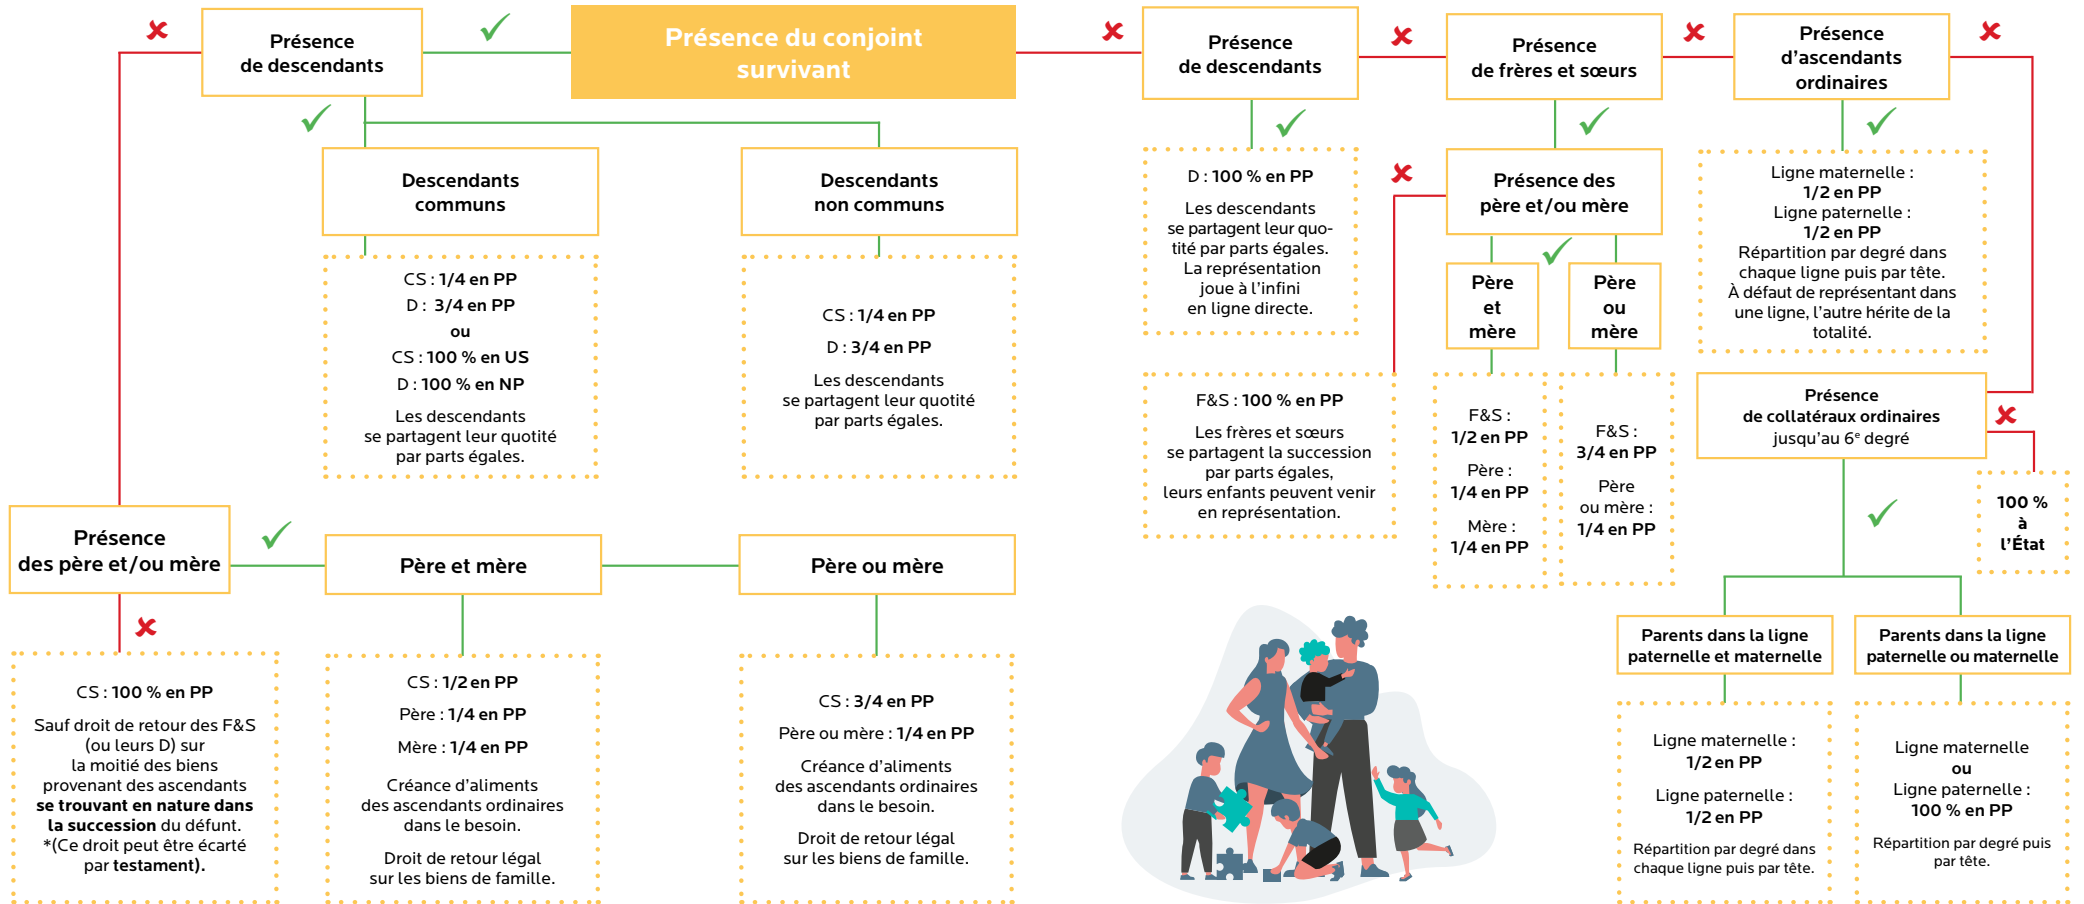 Présence du conjoint
survivant
Présence
de descendants
Descendants
communs
CS : 1/4 en PP
D : 3/4 en PP
ou
CS : 100 % en US
D : 100 % en NP
Les descendants
se partagent leur quotité
par parts égales.
Descendants
non communs
CS : 1/4 en PP
D : 3/4 en PP
Les descendants
se partagent leur quotité
par parts égales.
Présence
des père et/ou mère
CS : 100 % en PP
Sauf droit de retour des F&S
(ou leurs D) sur
la moitié des biens
provenant des ascendants
se trouvant en nature dans
la succession du défunt.
*(Ce droit peut être écarté
par testament).
Père et mère
CS : 1/2 en PP
Père : 1/4 en PP
Mère : 1/4 en PP
Créance d’aliments
des ascendants ordinaires
dans le besoin.
Droit de retour légal
sur les biens de famille.
Père ou mère
CS : 3/4 en PP
Père ou mère : 1/4 en PP
Créance d’aliments
des ascendants ordinaires
dans le besoin.
Droit de retour légal
sur les biens de famille.
Présence
de descendants
D : 100 % en PP
Les descendants
se partagent leur quo-
tité par parts égales.
La représentation
joue à l’infini
en ligne directe.
Présence
de frères et sœurs
Présence des
père et/ou mère
F&S : 100 % en PP
Les frères et sœurs
se partagent la succession
par parts égales,
leurs enfants peuvent venir
en représentation.
Père
et
mère
F&S :
1/2 en PP
Père :
1/4 en PP
Mère :
1/4 en PP
Père
ou
mère
F&S :
3/4 en PP
Père
ou mère :
1/4 en PP
Présence
d’ascendants
ordinaires
Ligne maternelle :
1/2 en PP
Ligne paternelle :
1/2 en PP
Répartition par degré dans
chaque ligne puis par tête.
À défaut de représentant dans
une ligne, l’autre hérite de la
totalité.
Présence
de collatéraux ordinaires
jusqu’au 6e degré
100 %
à
l’État
Parents dans la ligne
paternelle et maternelle
Ligne maternelle :
1/2 en PP
Ligne paternelle :
1/2 en PP
Répartition par degré dans
chaque ligne puis par tête.
Parents dans la ligne
paternelle ou maternelle
Ligne maternelle
ou
Ligne paternelle :
100 % en PP
Répartition par degré puis
par tête.